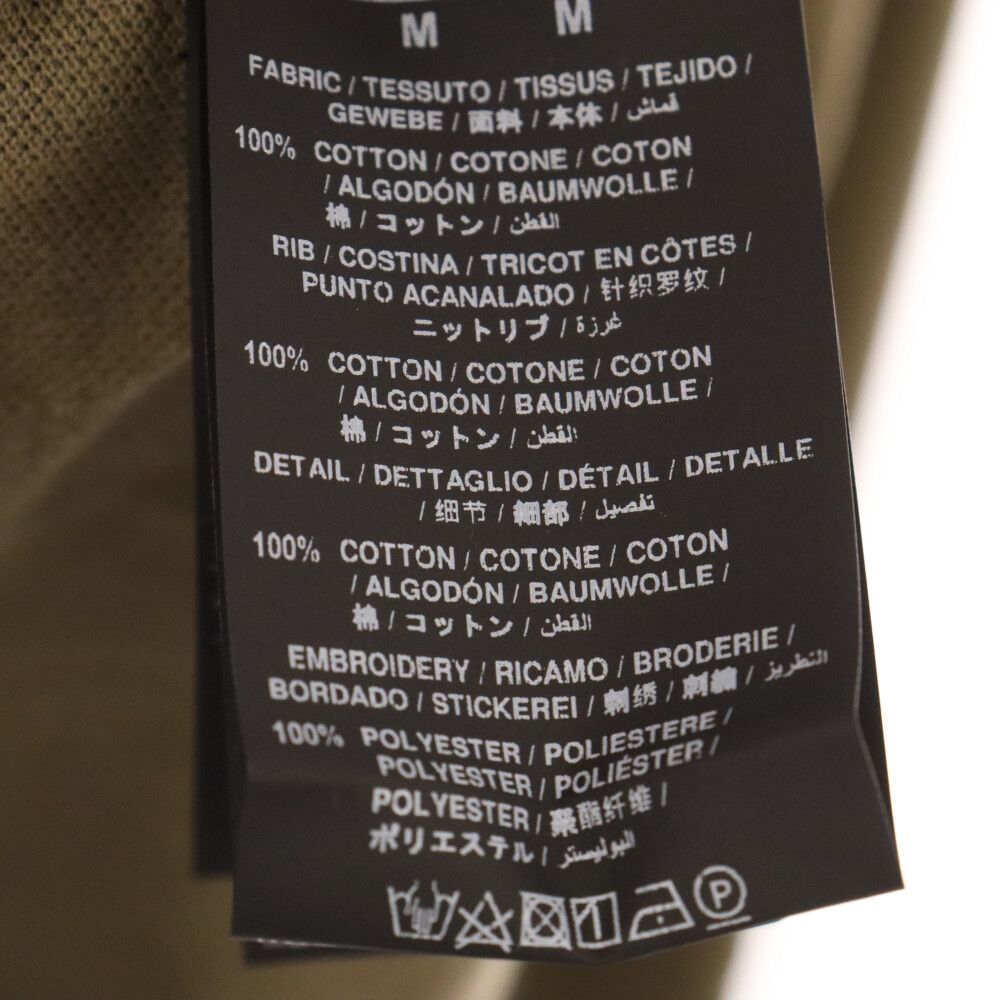 M M
FABRIC / TESSUTO / TISSUS / TEJIDO /
GEWEBE / 面料 / 本体 / قماش
100% COTTON / COTONE / COTON
/ ALGODÓN / BAUMWOLLE /
棉 / コットン / القطن
RIB / COSTINA / TRICOT EN CÔTES /
PUNTO ACANALADO / 针织罗纹 /
ニットリブ / غرزة
100% COTTON / COTONE / COTON
/ ALGODÓN / BAUMWOLLE /
棉 / コットン / القطن
DETAIL / DETTAGLIO / DÉTAIL / DETALLE
/ 细节 / 細部 / تفصيل
100% COTTON / COTONE / COTON
/ ALGODÓN / BAUMWOLLE /
棉 / コットン / القطن
EMBROIDERY / RICAMO / BRODERIE /
BORDADO / STICKEREI / 刺绣 / 刺繍 / التطريز
100% POLYESTER / POLIESTERE /
POLYESTER / POLIÉSTER /
POLYESTER / 聚酯纤维 /
ポリエステル / البوليستر
P